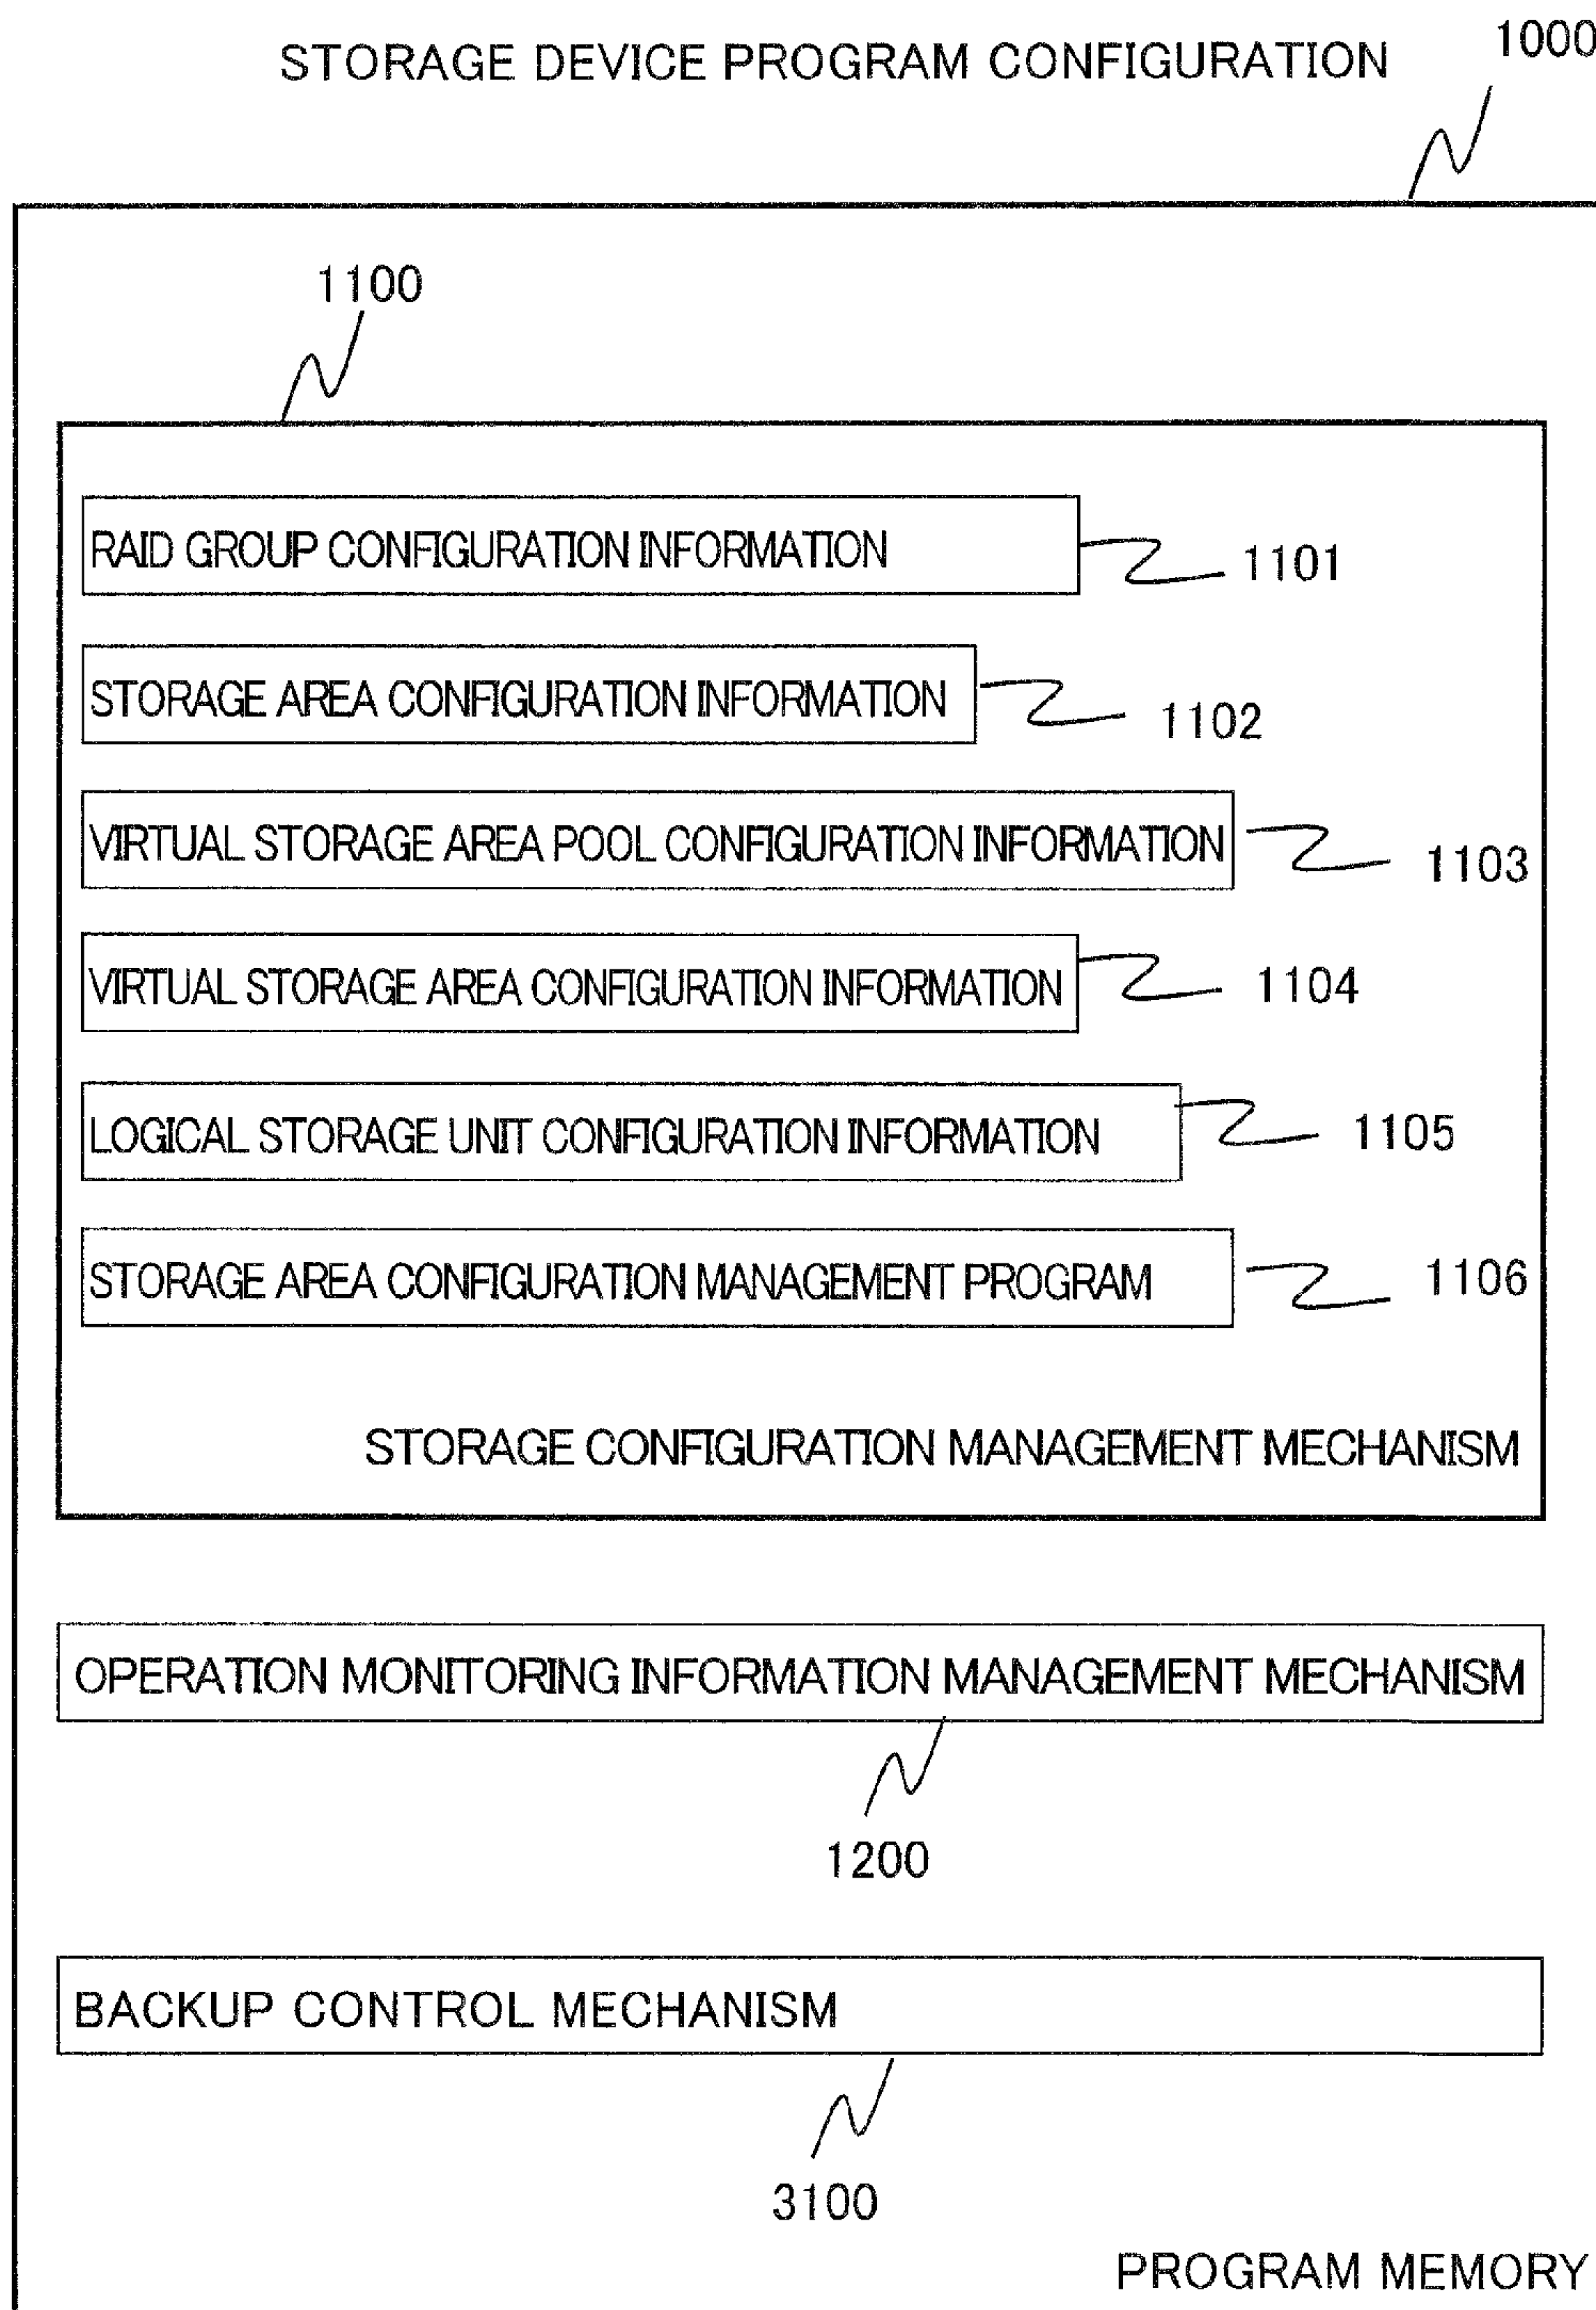 STORAGE DEVICE PROGRAM CONFIGURATION
1000
1100
RAID GROUP CONFIGURATION INFORMATION
1101
STORAGE AREA CONFIGURATION INFORMATION
1102
VIRTUAL STORAGE AREA POOL CONFIGURATION INFORMATION
1103
VIRTUAL STORAGE AREA CONFIGURATION INFORMATION
1104
LOGICAL STORAGE UNIT CONFIGURATION INFORMATION
1105
STORAGE AREA CONFIGURATION MANAGEMENT PROGRAM
1106
STORAGE CONFIGURATION MANAGEMENT MECHANISM
OPERATION MONITORING INFORMATION MANAGEMENT MECHANISM
1200
BACKUP CONTROL MECHANISM
3100
PROGRAM MEMORY